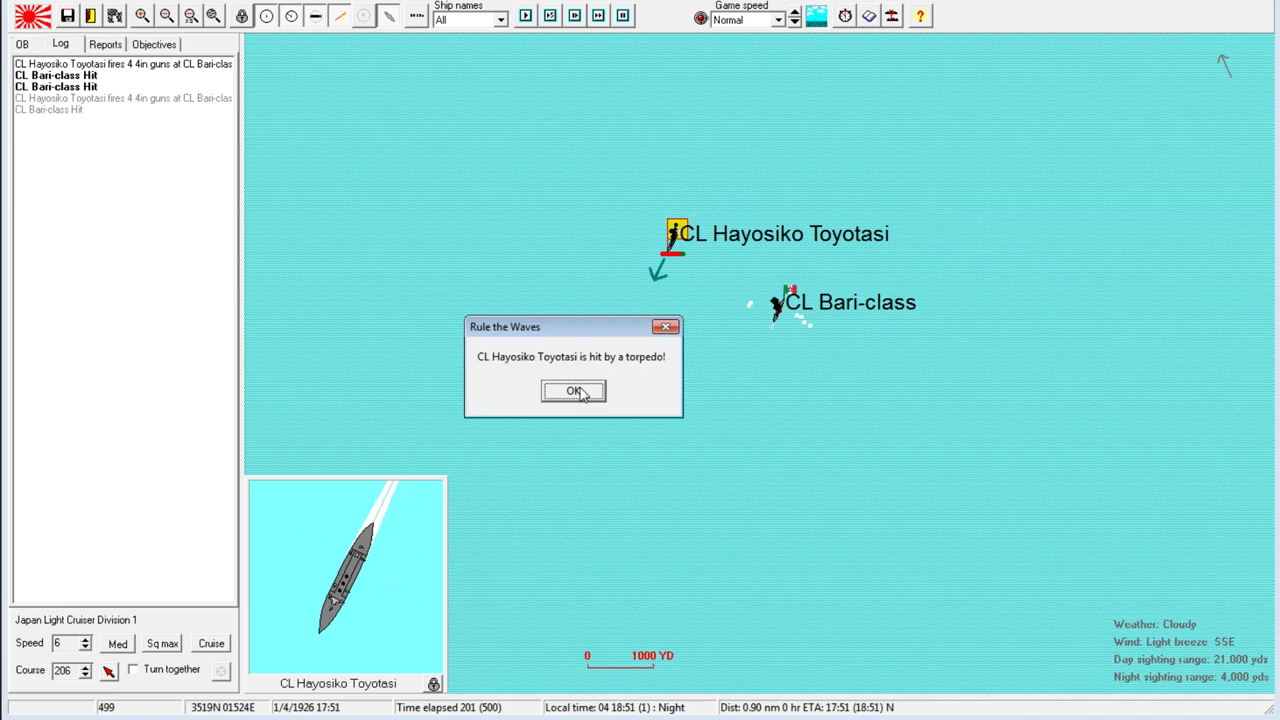 Ship names
All
Game speed
Normal
?
OB
Log
Reports
Objectives
CL Hayosiko Toyotasi fires 4 4in guns at CL Bari-clas
CL Bari-class Hit
CL Bari-class Hit
CL Hayosiko Toyotasi fires 4 4in guns at CL Bari-clas
CL Bari-class Hit
CL Hayosiko Toyotasi
CL Bari-class
Rule the Waves
CL Hayosiko Toyotasi is hit by a torpedo!
OK
Japan Light Cruiser Division 1
Speed 6 Med Sq max Cruise
Course 206 Turn together
CL Hayosiko Toyotasi
0 1000 YD
Weather: Cloudy
Wind: Light breeze SSE
Day sighting range: 21,000 yds
Night sighting range: 4,000 yds
499 3519N 01524E 1/4/1926 17:51 Time elapsed 201 (500) Local time: 04 18:51 (1) : Night Dist: 0.90 nm 0 hr ETA: 17:51 (18:51) N